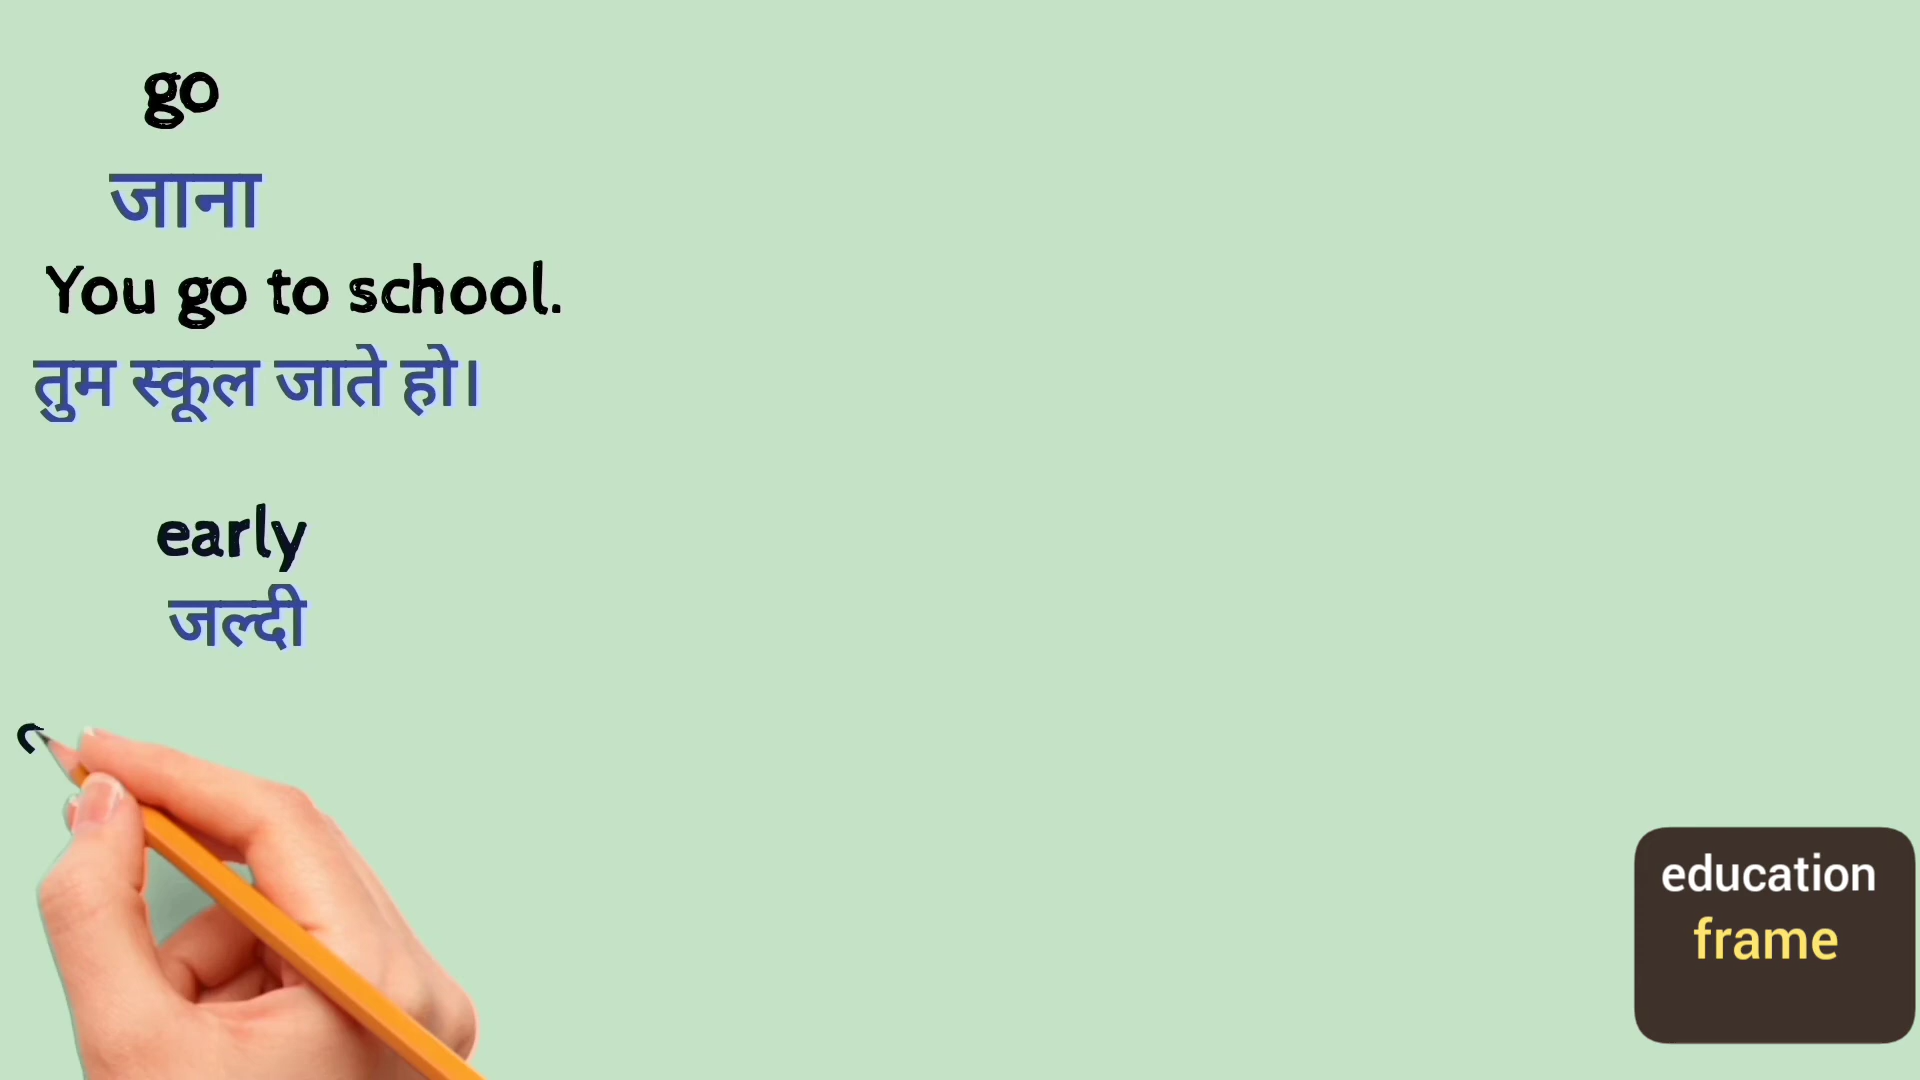 go
जाना
You go to school.
तुम स्कूल जाते हो।
early
जल्दी
education
frame